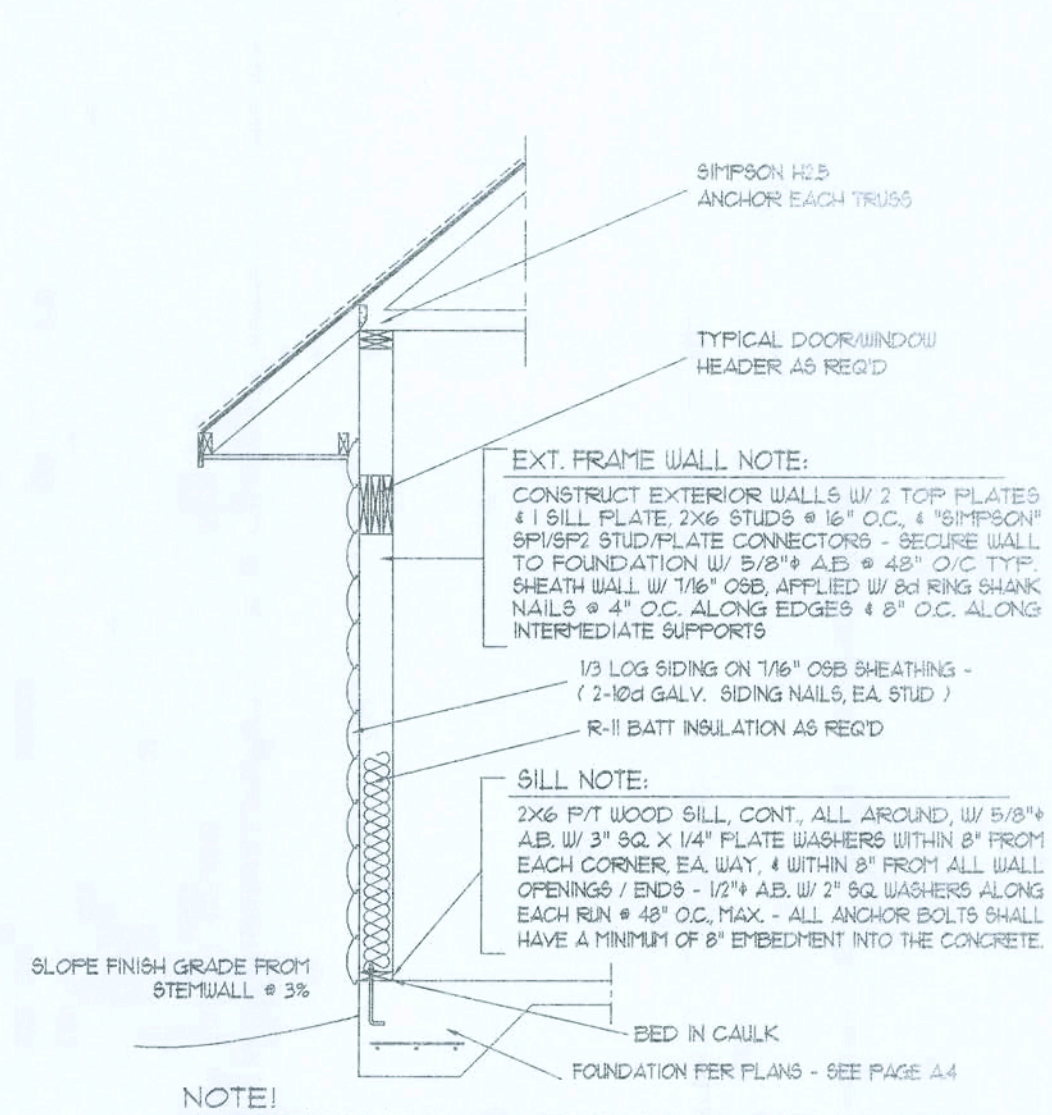 SIMPSON H2.5
ANCHOR EACH TRUSS
TYPICAL DOOR/WINDOW
HEADER AS REQ'D
EXT. FRAME WALL NOTE:
CONSTRUCT EXTERIOR WALLS W/ 2 TOP PLATES
& 1 SILL PLATE, 2X6 STUDS @ 16" O.C., & "SIMPSON"
SP1/SP2 STUD/PLATE CONNECTORS - SECURE WALL
TO FOUNDATION W/ 5/8"ϕ A.B @ 48" O/C TYP.
SHEATH WALL W/ 7/16" OSB, APPLIED W/ 8d RING SHANK
NAILS @ 4" O.C. ALONG EDGES & 8" O.C. ALONG
INTERMEDIATE SUPPORTS
1/3 LOG SIDING ON 7/16" OSB SHEATHING -
( 2-10d GALV. SIDING NAILS, EA. STUD )
R-11 BATT INSULATION AS REQ'D
SILL NOTE:
2X6 P/T WOOD SILL, CONT., ALL AROUND, W/ 5/8"ϕ
A.B. W/ 3" SQ. X 1/4" PLATE WASHERS WITHIN 8" FROM
EACH CORNER, EA. WAY, & WITHIN 8" FROM ALL WALL
OPENINGS / ENDS - 1/2"ϕ A.B. W/ 2" SQ. WASHERS ALONG
EACH RUN @ 48" O.C., MAX. - ALL ANCHOR BOLTS SHALL
HAVE A MINIMUM OF 8" EMBEDMENT INTO THE CONCRETE.
SLOPE FINISH GRADE FROM
STEMWALL @ 3%
BED IN CAULK
FOUNDATION PER PLANS - SEE PAGE A.4
NOTE!